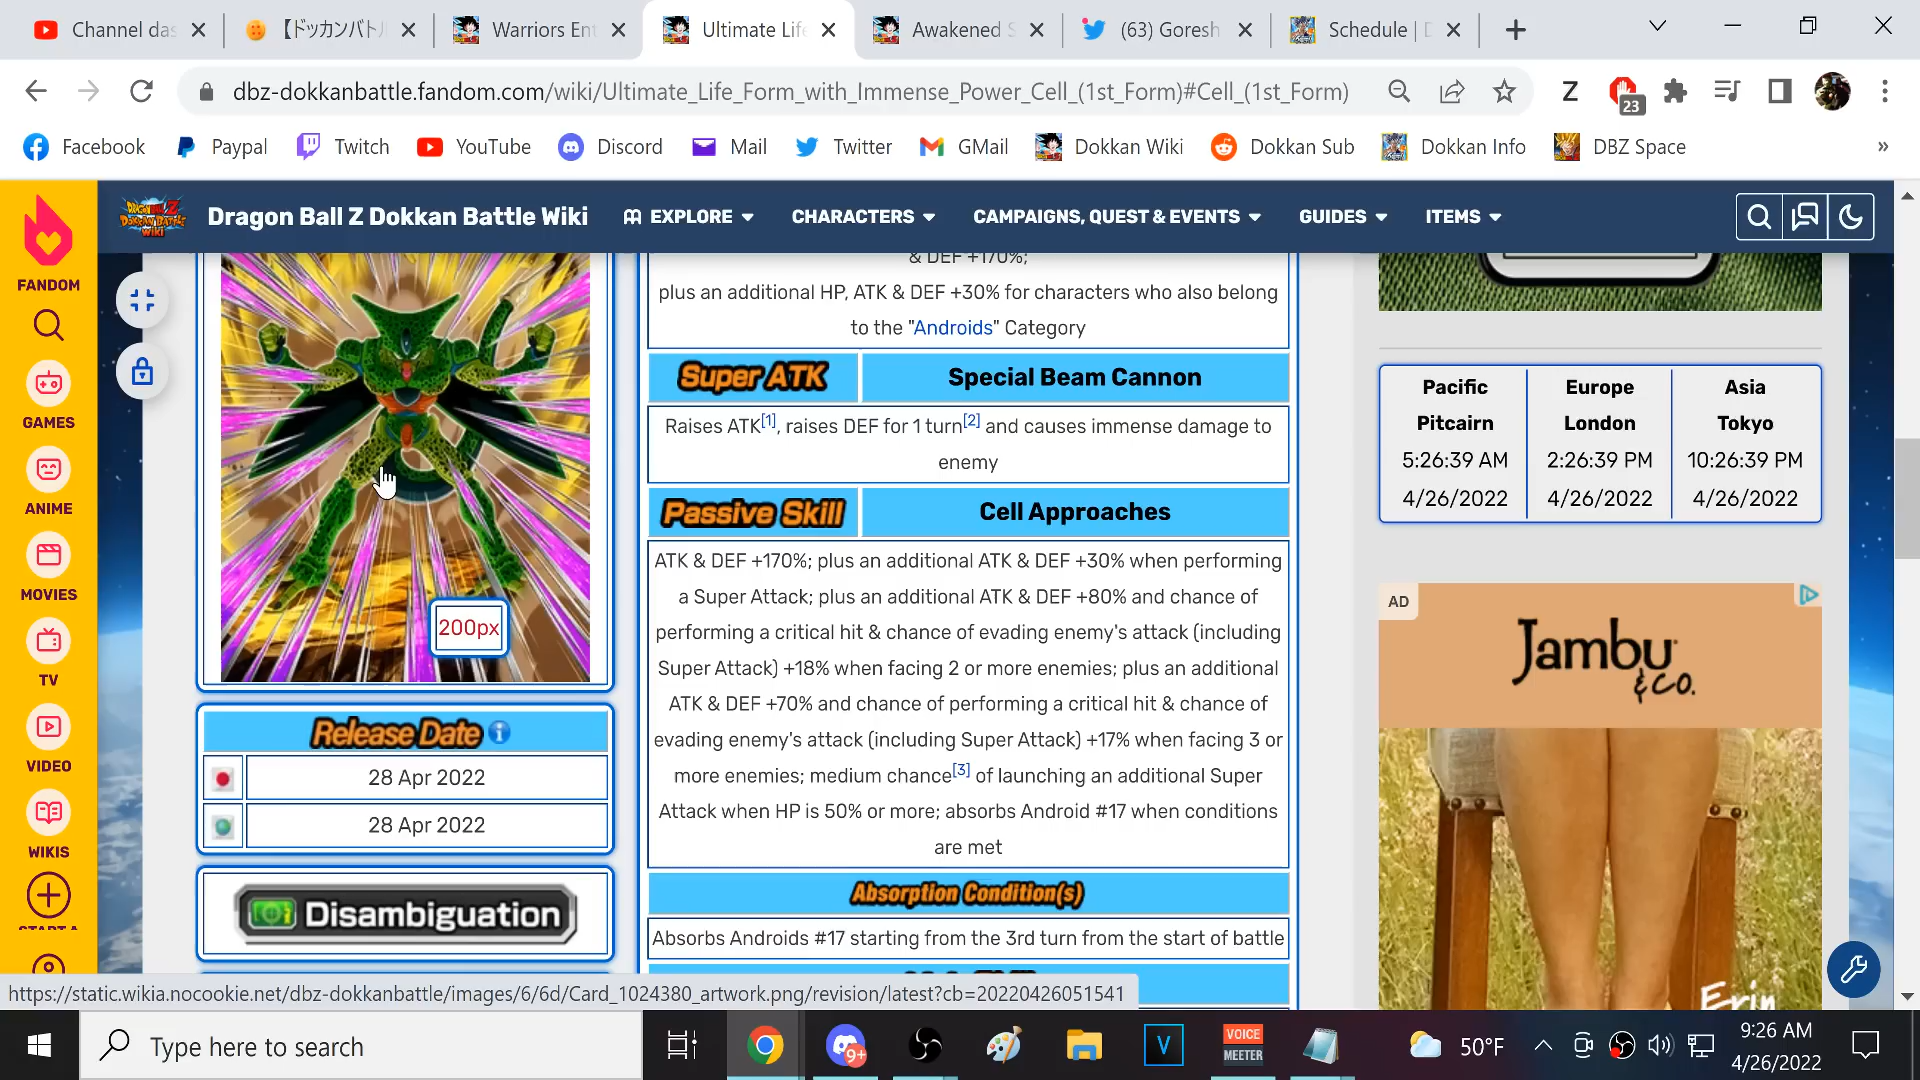 Channel das
【ドッカンバトル
Warriors Ent
Ultimate Life
Awakened S
(63) Goresh
Schedule | D
dbz-dokkanbattle.fandom.com/wiki/Ultimate_Life_Form_with_Immense_Power_Cell_(1st_Form)#Cell_(1st_Form)
Z
23
Facebook
Paypal
Twitch
YouTube
Discord
Mail
Twitter
GMail
Dokkan Wiki
Dokkan Sub
Dokkan Info
DBZ Space
»
Dragon Ball Z Dokkan Battle Wiki
EXPLORE
CHARACTERS
CAMPAIGNS, QUEST & EVENTS
GUIDES
ITEMS
FANDOM
GAMES
ANIME
MOVIES
TV
VIDEO
WIKIS
START A
200px
Release Date
28 Apr 2022
28 Apr 2022
Disambiguation
& DEF +170%;
plus an additional HP, ATK & DEF +30% for characters who also belong
to the "Androids" Category
Super ATK
Special Beam Cannon
Raises ATK[1], raises DEF for 1 turn[2] and causes immense damage to
enemy
Passive Skill
Cell Approaches
ATK & DEF +170%; plus an additional ATK & DEF +30% when performing
a Super Attack; plus an additional ATK & DEF +80% and chance of
performing a critical hit & chance of evading enemy's attack (including
Super Attack) +18% when facing 2 or more enemies; plus an additional
ATK & DEF +70% and chance of performing a critical hit & chance of
evading enemy's attack (including Super Attack) +17% when facing 3 or
more enemies; medium chance[3] of launching an additional Super
Attack when HP is 50% or more; absorbs Android #17 when conditions
are met
Absorption Condition(s)
Absorbs Androids #17 starting from the 3rd turn from the start of battle
Pacific
Pitcairn
5:26:39 AM
4/26/2022
Europe
London
2:26:39 PM
4/26/2022
Asia
Tokyo
10:26:39 PM
4/26/2022
AD
Jambu
& CO.
Erin
https://static.wikia.nocookie.net/dbz-dokkanbattle/images/6/6d/Card_1024380_artwork.png/revision/latest?cb=20220426051541
Type here to search
9+
V
VOICE
MEETER
50°F
9:26 AM
4/26/2022